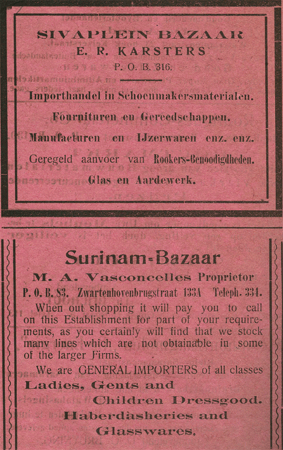 SIVAPLEIN BAZAAR
E. R. KARSTERS
P. O. B. 316.
Importhandel in Schoenmakersmaterialen.
Fournituren en Gereedschappen.
Manufacturen en IJzerwaren enz. enz.
Geregeld aanvoer van Rookers-Benoodigdheden.
Glas en Aardewerk.
Surinam-Bazaar
M. A. Vasconcelles Proprietor
P. O. B. 83. Zwartenhovenbrugstraat 133A Teleph. 334.
When out shopping it will pay you to call
on this Establishment for part of your require-
ments, as you certainly will find that we stock
many lines which are not obtainable in some
of the larger Firms.
We are GENERAL IMPORTERS of all classes
Ladies, Gents and
Children Dressgood.
Haberdasheries and
Glasswares.